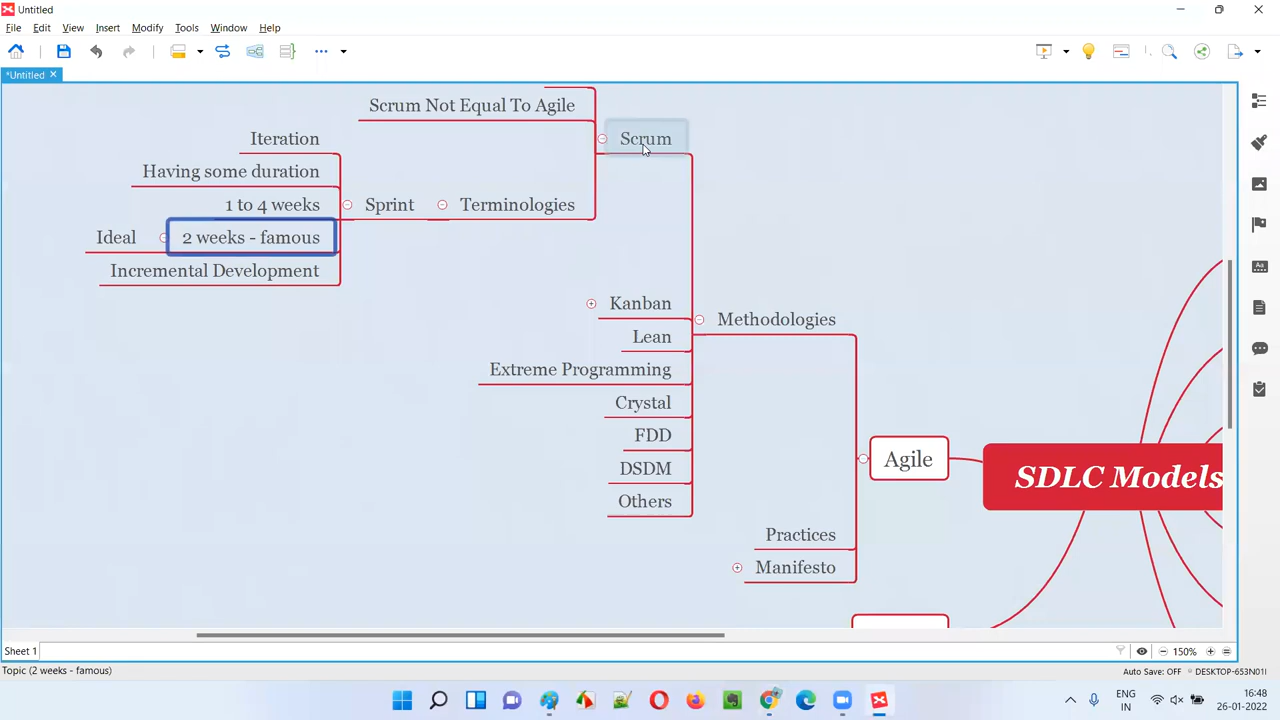 Untitled
File Edit View Insert Modify Tools Window Help
*Untitled
Scrum Not Equal To Agile
Iteration
Scrum
Having some duration
1 to 4 weeks
Sprint
Terminologies
Ideal
2 weeks - famous
Incremental Development
Kanban
Methodologies
Lean
Extreme Programming
Crystal
FDD
Agile
DSDM
SDLC Models
Others
Practices
Manifesto
Sheet 1
150%
Topic (2 weeks - famous)
Auto Save: OFF
DESKTOP-653N01I
ENG
IN
16:48
26-01-2022